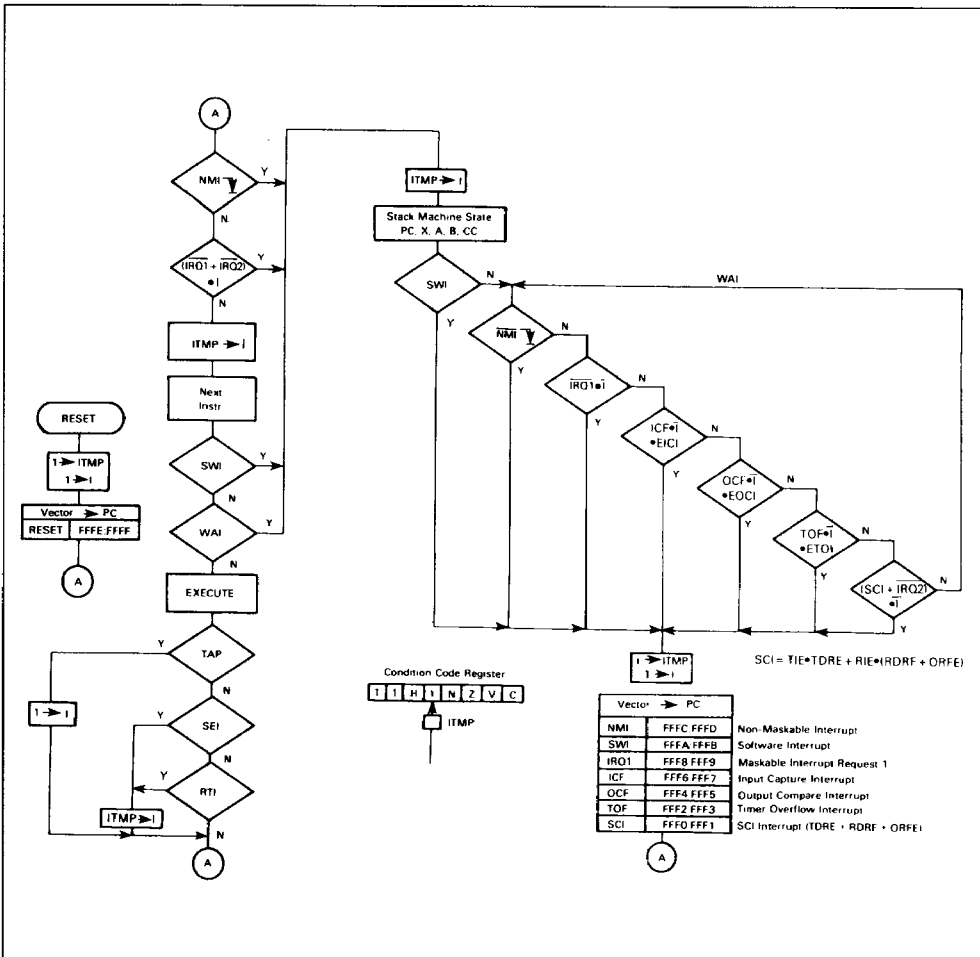 A
NMI
Y
N
(IRQ1 + IRQ2)
• I
Y
N
ITMP → I
Next
Instr
SWI
Y
N
WAI
Y
N
EXECUTE
TAP
Y
N
1 → I
SEI
Y
N
RTI
Y
N
ITMP → I
A
RESET
1 → ITMP
1 → I
Vector → PC
RESET FFFE:FFFF
A
ITMP → I
Stack Machine State
PC, X, A, B, CC
SWI
N
Y
WAI
N̅M̅I̅
N
Y
I̅R̅Q̅1̅•I̅
N
Y
ICF•I̅
•EICI
N
Y
OCF•I̅
•EOCI
N
Y
TOF•I̅
•ETOI
N
Y
(SCI + I̅R̅Q̅2̅)
•I̅
N
Y
1 → ITMP
1 → I
SCI = TIE•TDRE + RIE•(RDRF + ORFE)
Condition Code Register
1 1 H I N Z V C
ITMP
Vector → PC
NMI FFFC FFFD Non-Maskable Interrupt
SWI FFFA FFFB Software Interrupt
IRQ1 FFF8 FFF9 Maskable Interrupt Request 1
ICF FFF6 FFF7 Input Capture Interrupt
OCF FFF4 FFF5 Output Compare Interrupt
TOF FFF2 FFF3 Timer Overflow Interrupt
SCI FFF0 FFF1 SCI Interrupt (TDRE + RDRF + ORFE)
A